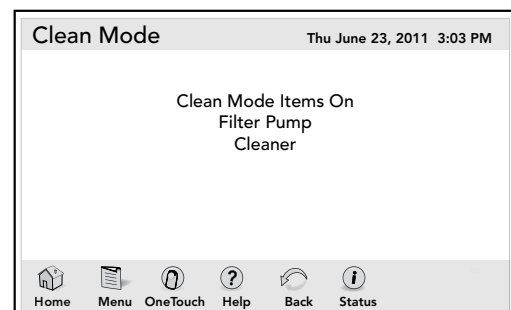 Clean Mode Thu June 23, 2011 3:03 PM
Clean Mode Items On
Filter Pump
Cleaner
Home Menu OneTouch Help Back Status